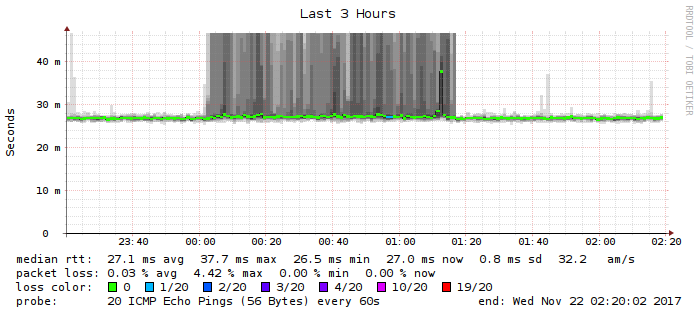 Last 3 Hours
RRDTOOL / TOBI OETIKER
Seconds
40 m
30 m
20 m
10 m
0
23:40 00:00 00:20 00:40 01:00 01:20 01:40 02:00 02:20
median rtt: 27.1 ms avg 37.7 ms max 26.5 ms min 27.0 ms now 0.8 ms sd 32.2 am/s
packet loss: 0.03 % avg 4.42 % max 0.00 % min 0.00 % now
loss color: 0 1/20 2/20 3/20 4/20 10/20 19/20
probe: 20 ICMP Echo Pings (56 Bytes) every 60s end: Wed Nov 22 02:20:02 2017